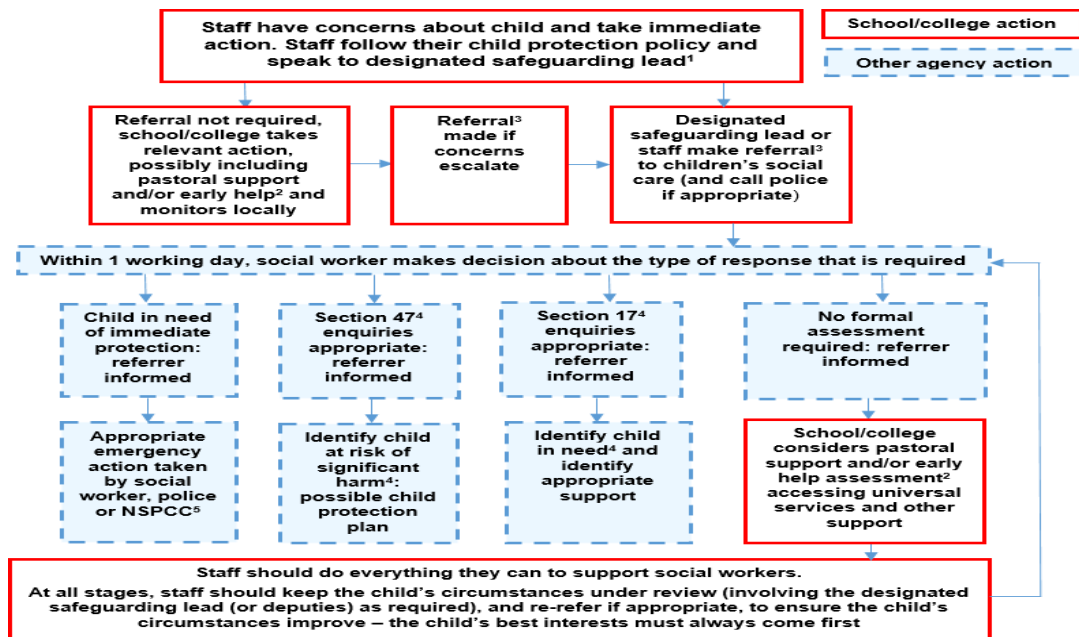 Staff have concerns about child and take immediate
action. Staff follow their child protection policy and
speak to designated safeguarding lead¹
School/college action
Other agency action
Referral not required,
school/college takes
relevant action,
possibly including
pastoral support
and/or early help² and
monitors locally
Referral³
made if
concerns
escalate
Designated
safeguarding lead or
staff make referral³
to children’s social
care (and call police
if appropriate)
Within 1 working day, social worker makes decision about the type of response that is required
Child in need
of immediate
protection:
referrer
informed
Section 47⁴
enquiries
appropriate:
referrer
informed
Section 17⁴
enquiries
appropriate:
referrer
informed
No formal
assessment
required: referrer
informed
Appropriate
emergency
action taken
by social
worker, police
or NSPCC⁵
Identify child
at risk of
significant
harm⁴:
possible child
protection
plan
Identify child
in need⁴ and
identify
appropriate
support
School/college
considers pastoral
support and/or early
help assessment²
accessing universal
services and other
support
Staff should do everything they can to support social workers.
At all stages, staff should keep the child’s circumstances under review (involving the designated
safeguarding lead (or deputies) as required), and re-refer if appropriate, to ensure the child’s
circumstances improve – the child’s best interests must always come first